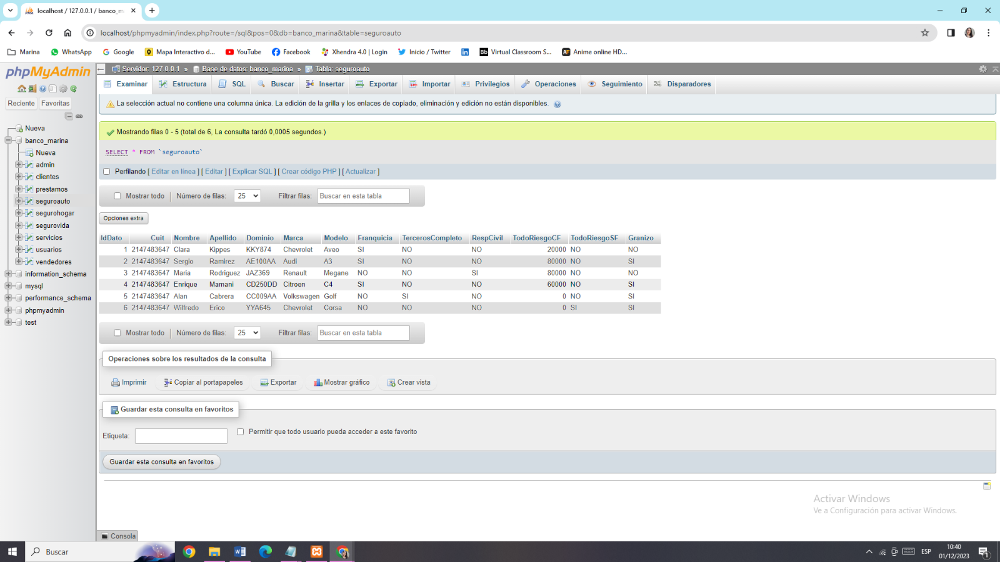 localhost / 127.0.0.1 / banco_m
localhost/phpmyadmin/index.php?route=/sql&pos=0&db=banco_marina&table=seguroauto
Marina WhatsApp Google Mapa Interactivo d... YouTube Facebook Xhendra 4.0 | Login Inicio / Twitter Virtual Classroom S... Anime online HD...
phpMyAdmin
Reciente Favoritas
Nueva
banco_marina
Nueva
admin
clientes
prestamos
seguroauto
segurohogar
segurovida
servicios
usuarios
vendedores
information_schema
mysql
performance_schema
phpmyadmin
test
Servidor: 127.0.0.1 » Base de datos: banco_marina » Tabla: seguroauto
Examinar Estructura SQL Buscar Insertar Exportar Importar Privilegios Operaciones Seguimiento Disparadores
La selección actual no contiene una columna única. La edición de la grilla y los enlaces de copiado, eliminación y edición no están disponibles.
Mostrando filas 0 - 5 (total de 6, La consulta tardó 0,0005 segundos.)
SELECT * FROM `seguroauto`
Perfilando [ Editar en línea ] [ Editar ] [ Explicar SQL ] [ Crear código PHP ] [ Actualizar ]
Mostrar todo | Número de filas: 25 Filtrar filas: Buscar en esta tabla
Opciones extra
IdDato Cuit Nombre Apellido Dominio Marca Modelo Franquicia TercerosCompleto RespCivil TodoRiesgoCF TodoRiesgoSF Granizo
1 2147483647 Clara Kippes KKY874 Chevrolet Aveo SI NO NO 20000 NO NO
2 2147483647 Sergio Ramirez AE100AA Audi A3 SI NO NO 80000 NO SI
3 2147483647 Maria Rodriguez JAZ369 Renault Megane NO NO SI 80000 NO NO
4 2147483647 Enrique Mamani CD250DD Citroen C4 SI NO NO 60000 NO SI
5 2147483647 Alan Cabrera CC009AA Volkswagen Golf NO SI NO 0 NO SI
6 2147483647 Wilfredo Erico YYA645 Chevrolet Corsa NO NO NO 0 SI SI
Mostrar todo | Número de filas: 25 Filtrar filas: Buscar en esta tabla
Operaciones sobre los resultados de la consulta
Imprimir Copiar al portapapeles Exportar Mostrar gráfico Crear vista
Guardar esta consulta en favoritos
Etiqueta: Permitir que todo usuario pueda acceder a este favorito
Guardar esta consulta en favoritos
Activar Windows
Ve a Configuración para activar Windows.
Consola
Buscar
ESP
10:40
01/12/2023
1